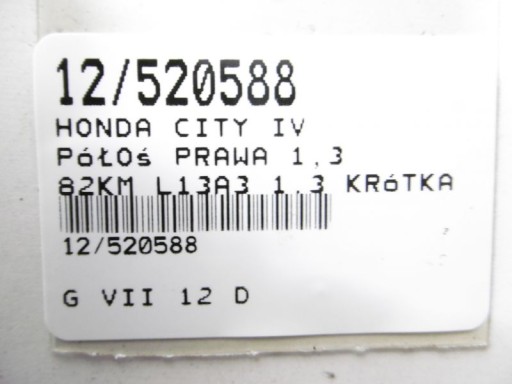 12/520588
HONDA CITY IV
PóŁOś PRAWA 1,3
82KM L13A3 1.3 KRóTKA
12/520588
G VII 12 D